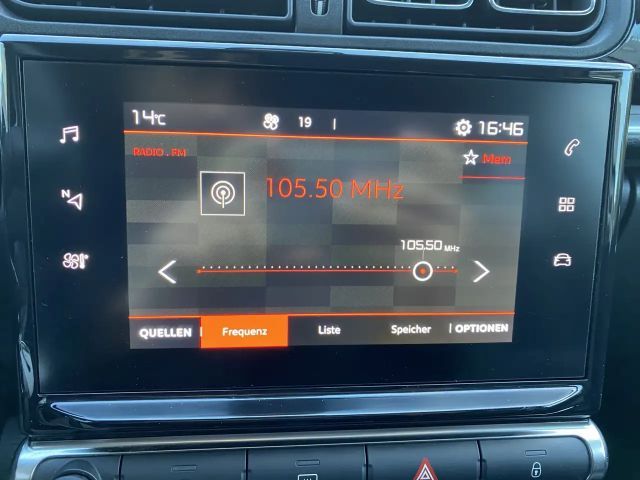 14°C 19 16:46
RADIO . FM Mem
N
105.50 MHz
105.50 MHz
QUELLEN Frequenz Liste Speicher OPTIONEN